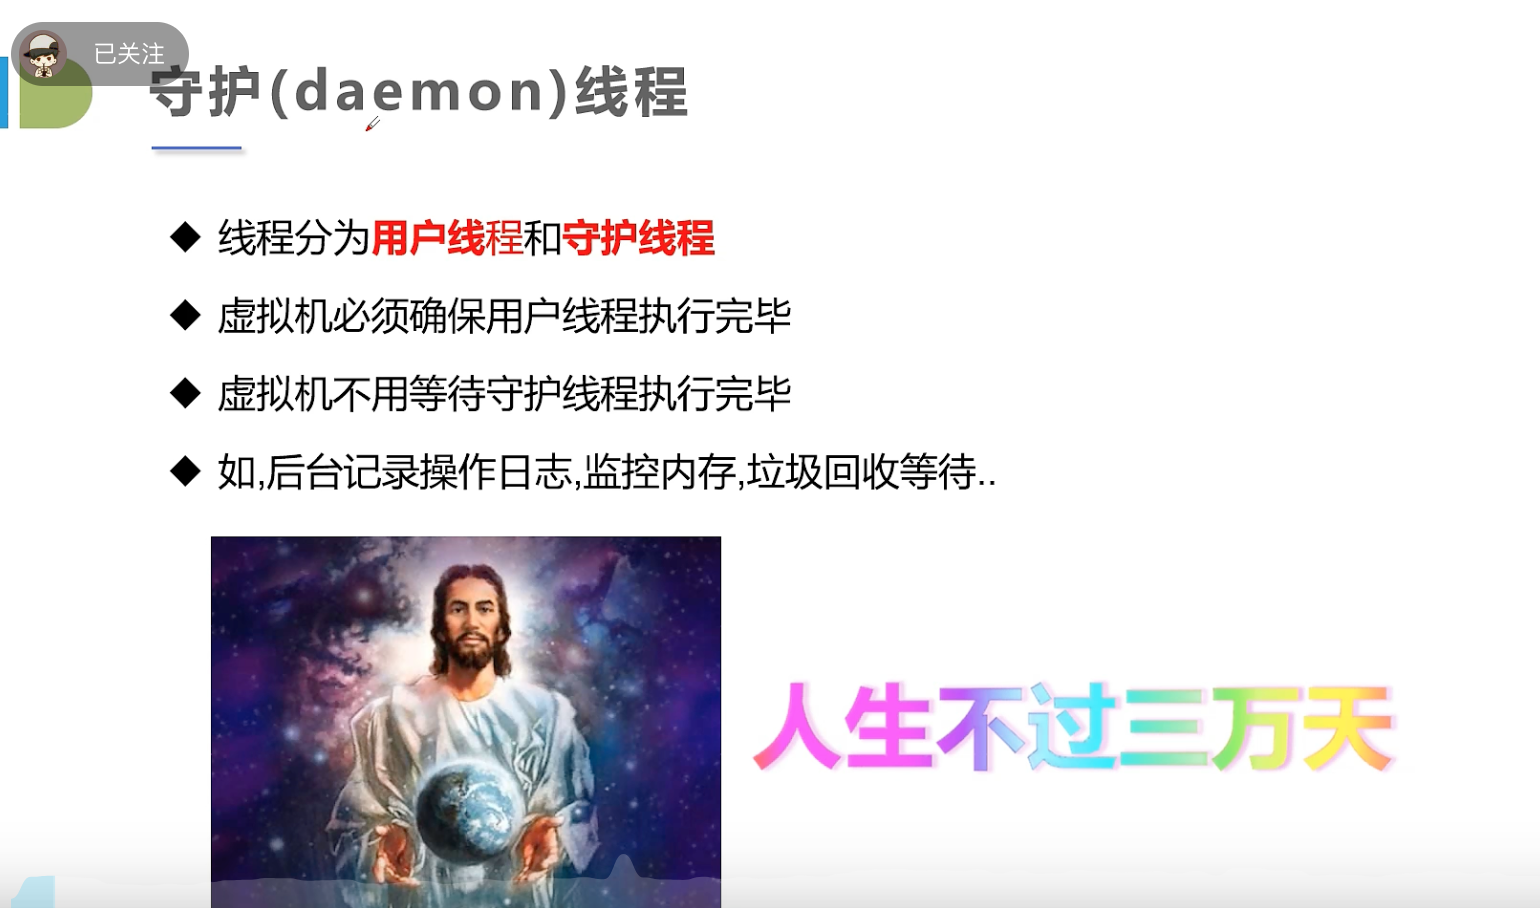 已关注
守护(daemon)线程
线程分为用户线程和守护线程
虚拟机必须确保用户线程执行完毕
虚拟机不用等待守护线程执行完毕
如,后台记录操作日志,监控内存,垃圾回收等待..
人生不过三万天